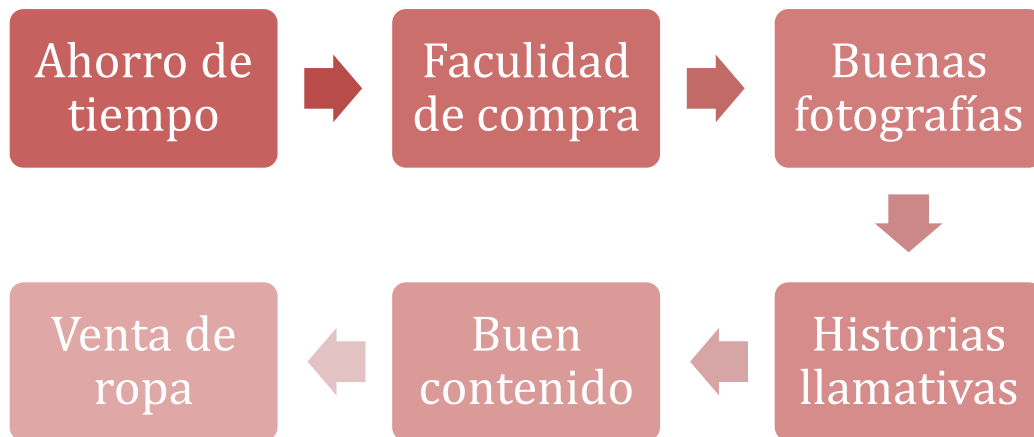 Ahorro de
tiempo
Faculidad
de compra
Buenas
fotografías
Historias
llamativas
Buen
contenido
Venta de
ropa